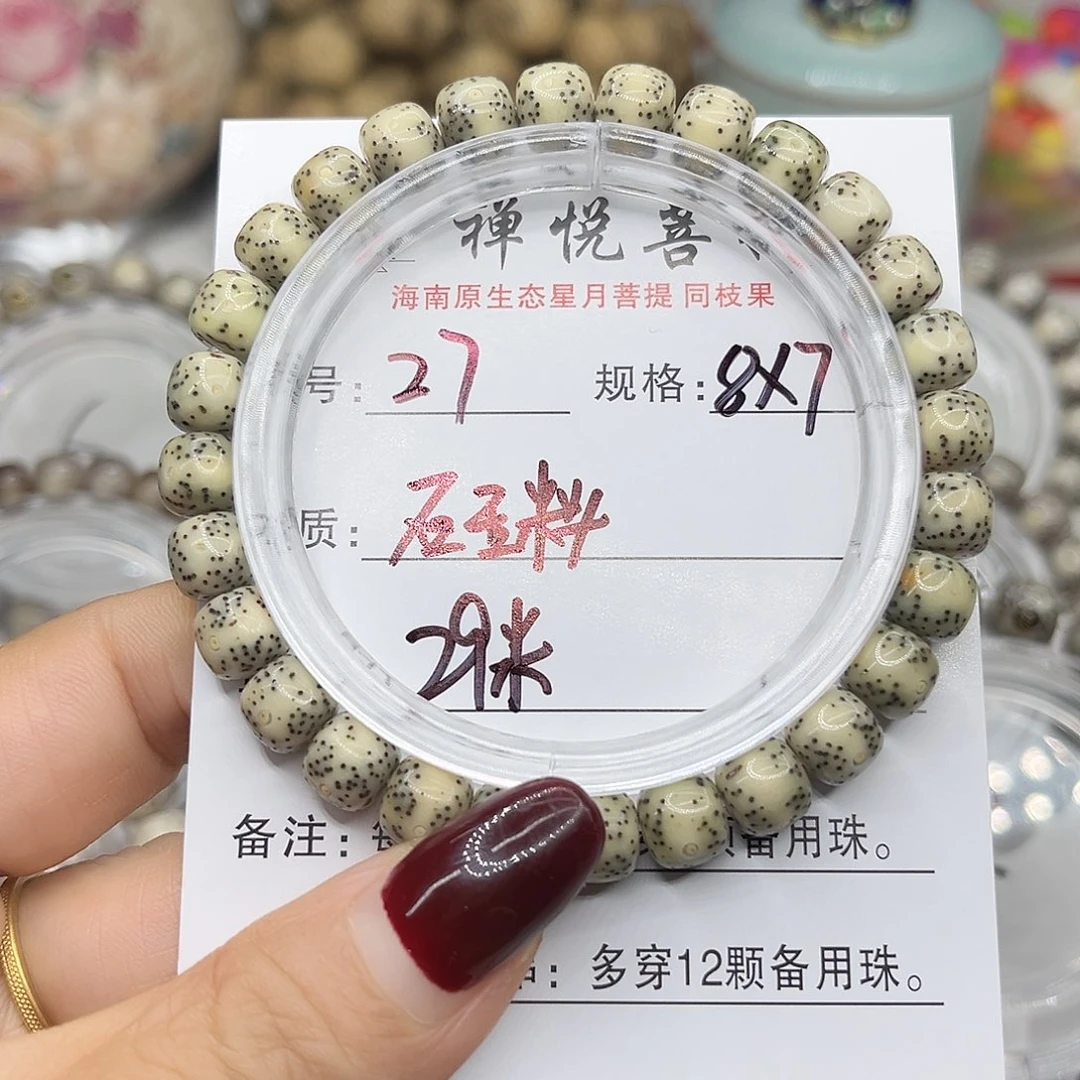 禅悦菩
海南原生态星月菩提 同枝果
号: 27 规格: 8X7
质: 石玉料
29米
备注: 备用珠。
: 多穿12颗备用珠。